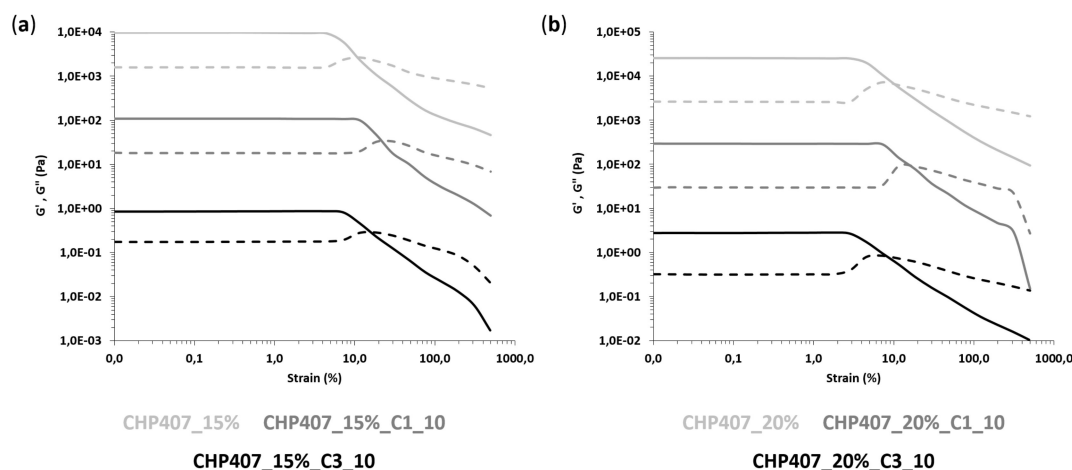 (a)
1,0E+04
1,0E+03
1,0E+02
1,0E+01
1,0E+00
1,0E-01
1,0E-02
1,0E-03
G' , G" (Pa)
0,0 0,1 1,0 10,0 100,0 1000,0
Strain (%)
CHP407_15% CHP407_15%_C1_10
CHP407_15%_C3_10
(b)
1,0E+05
1,0E+04
1,0E+03
1,0E+02
1,0E+01
1,0E+00
1,0E-01
1,0E-02
G' , G" (Pa)
0,0 0,1 1,0 10,0 100,0 1000,0
Strain (%)
CHP407_20% CHP407_20%_C1_10
CHP407_20%_C3_10